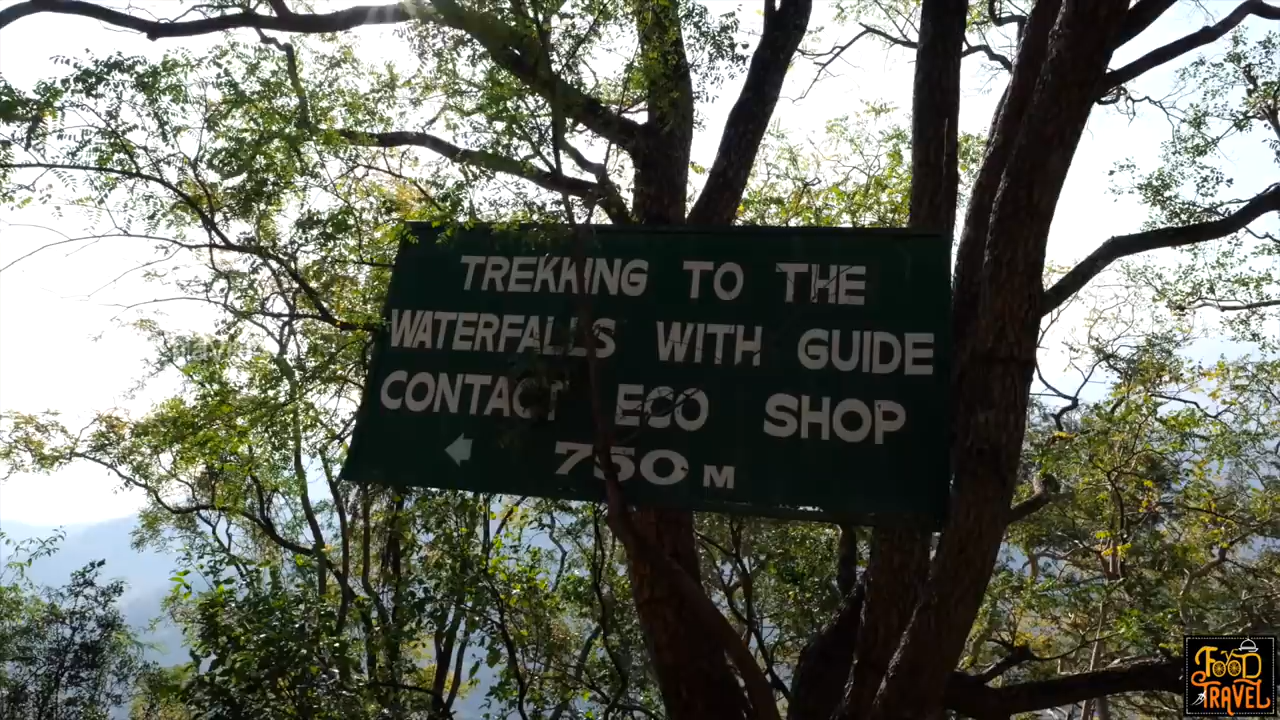 TREKKING TO THE
WATERFALLS WITH GUIDE
CONTACT ECO SHOP
750 M
FOOD
TRAVEL